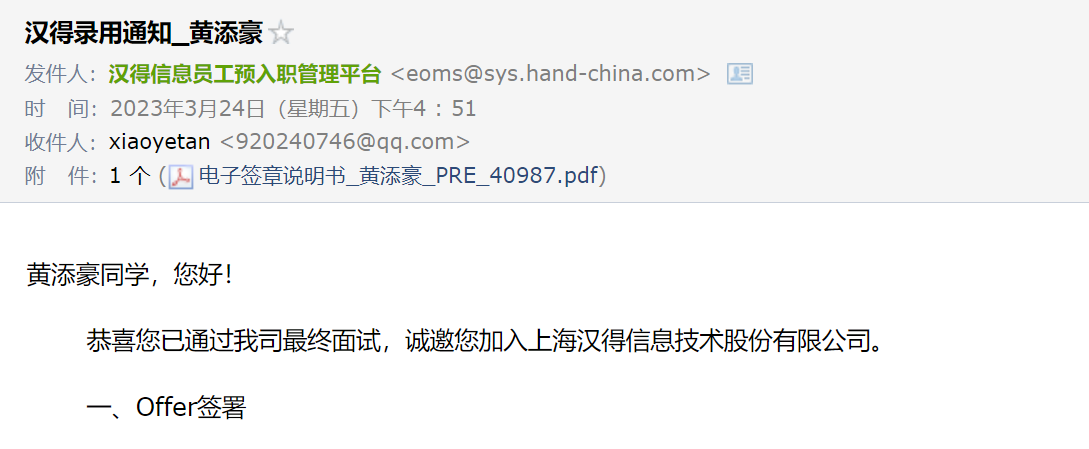 汉得录用通知_黄添豪
发件人：汉得信息员工预入职管理平台 <eoms@sys.hand-china.com>
时　间：2023年3月24日（星期五）下午4：51
收件人：xiaoyetan <920240746@qq.com>
附　件：1 个 (电子签章说明书_黄添豪_PRE_40987.pdf)
黄添豪同学，您好！
恭喜您已通过我司最终面试，诚邀您加入上海汉得信息技术股份有限公司。
一、Offer签署